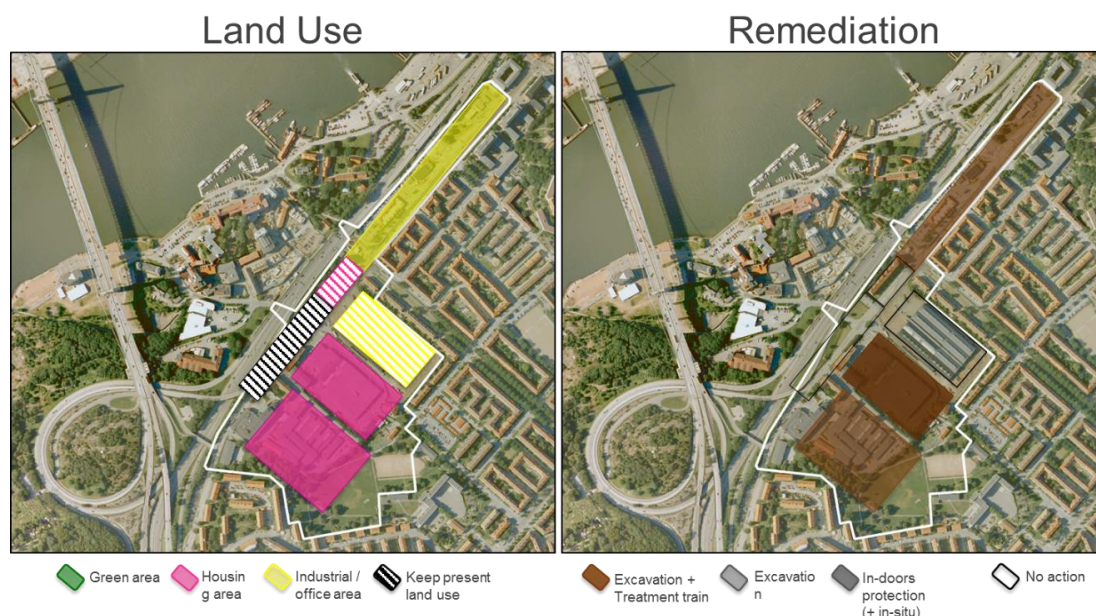 Land Use
Remediation
Green area
Housin
g area
Industrial /
office area
Keep present
land use
Excavation +
Treatment train
Excavatio
n
In-doors
protection
(+ in-situ)
No action